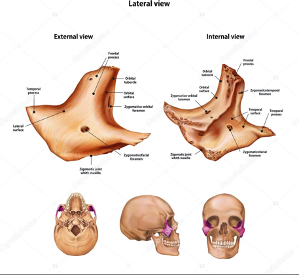 Lateral view
External view
Internal view
Frontal
process
Orbital
tubercle
Orbital
surface
Zygomatico-orbital
foramen
Temporal
process
Lateral
surface
Zygomaticofacial
foramen
Zygomatic joint
whith maxilla
Frontal
process
Orbital
tubercle
Orbital
surface
Zygomatico-orbital
foramen
Zygomaticotemporal
foramen
Temporal
surface
Temporal
process
Zygomatic joint
whith maxilla
Zygomaticofacial
foramen